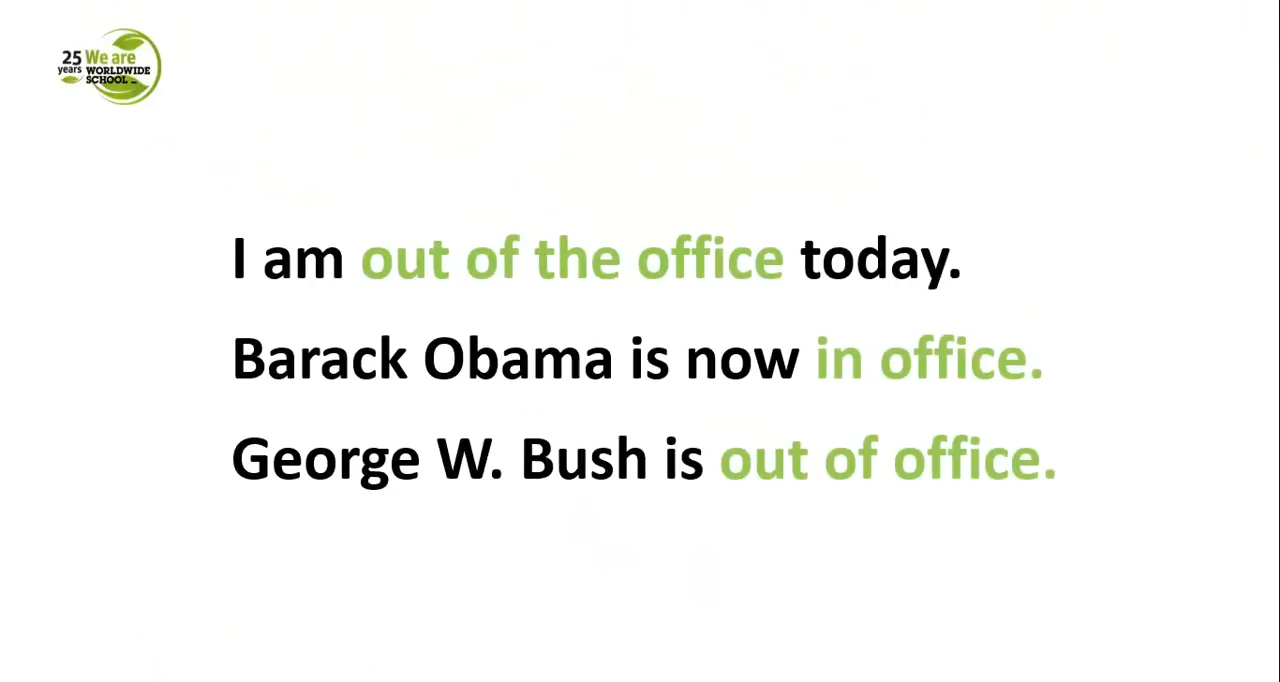 25 We are
years WORLDWIDE
SCHOOL
I am out of the office today.
Barack Obama is now in office.
George W. Bush is out of office.